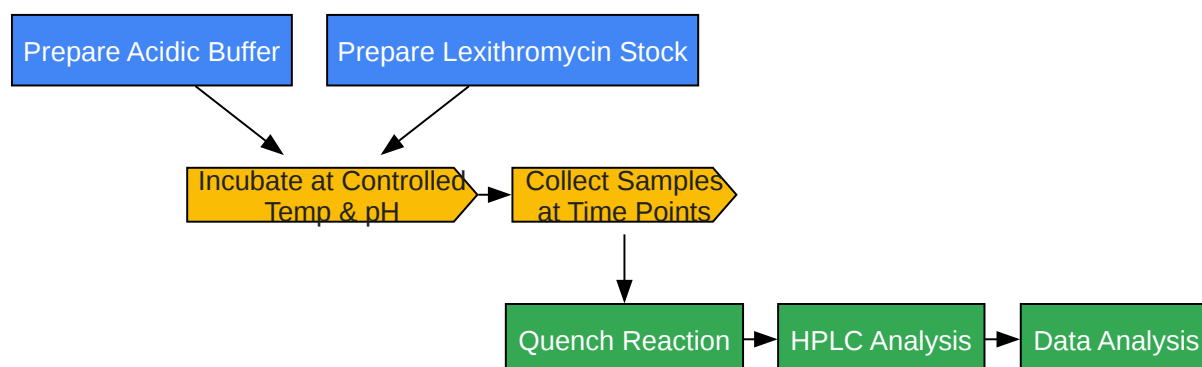 Prepare Acidic Buffer
Prepare Lexithromycin Stock
Incubate at Controlled
Temp & pH
Collect Samples
at Time Points
Quench Reaction
HPLC Analysis
Data Analysis